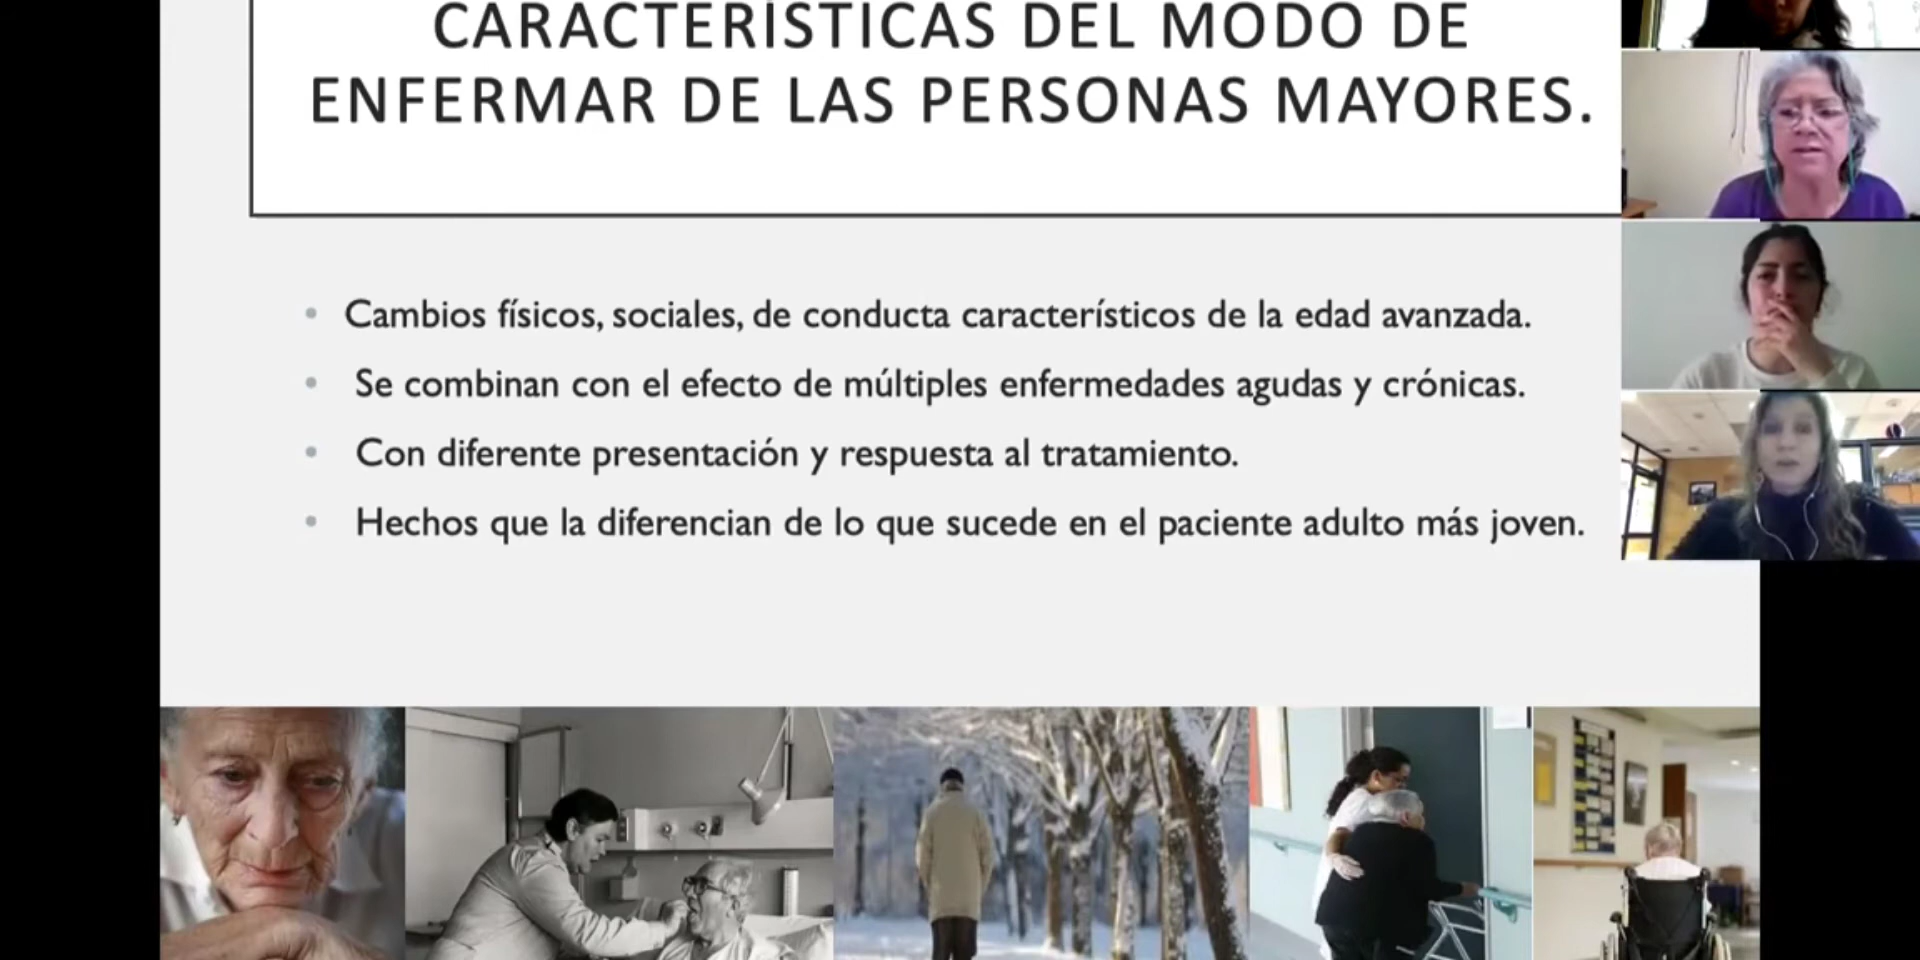 CARACTERÍSTICAS DEL MODO DE
ENFERMAR DE LAS PERSONAS MAYORES.
• Cambios físicos, sociales, de conducta característicos de la edad avanzada.
• Se combinan con el efecto de múltiples enfermedades agudas y crónicas.
• Con diferente presentación y respuesta al tratamiento.
• Hechos que la diferencian de lo que sucede en el paciente adulto más joven.